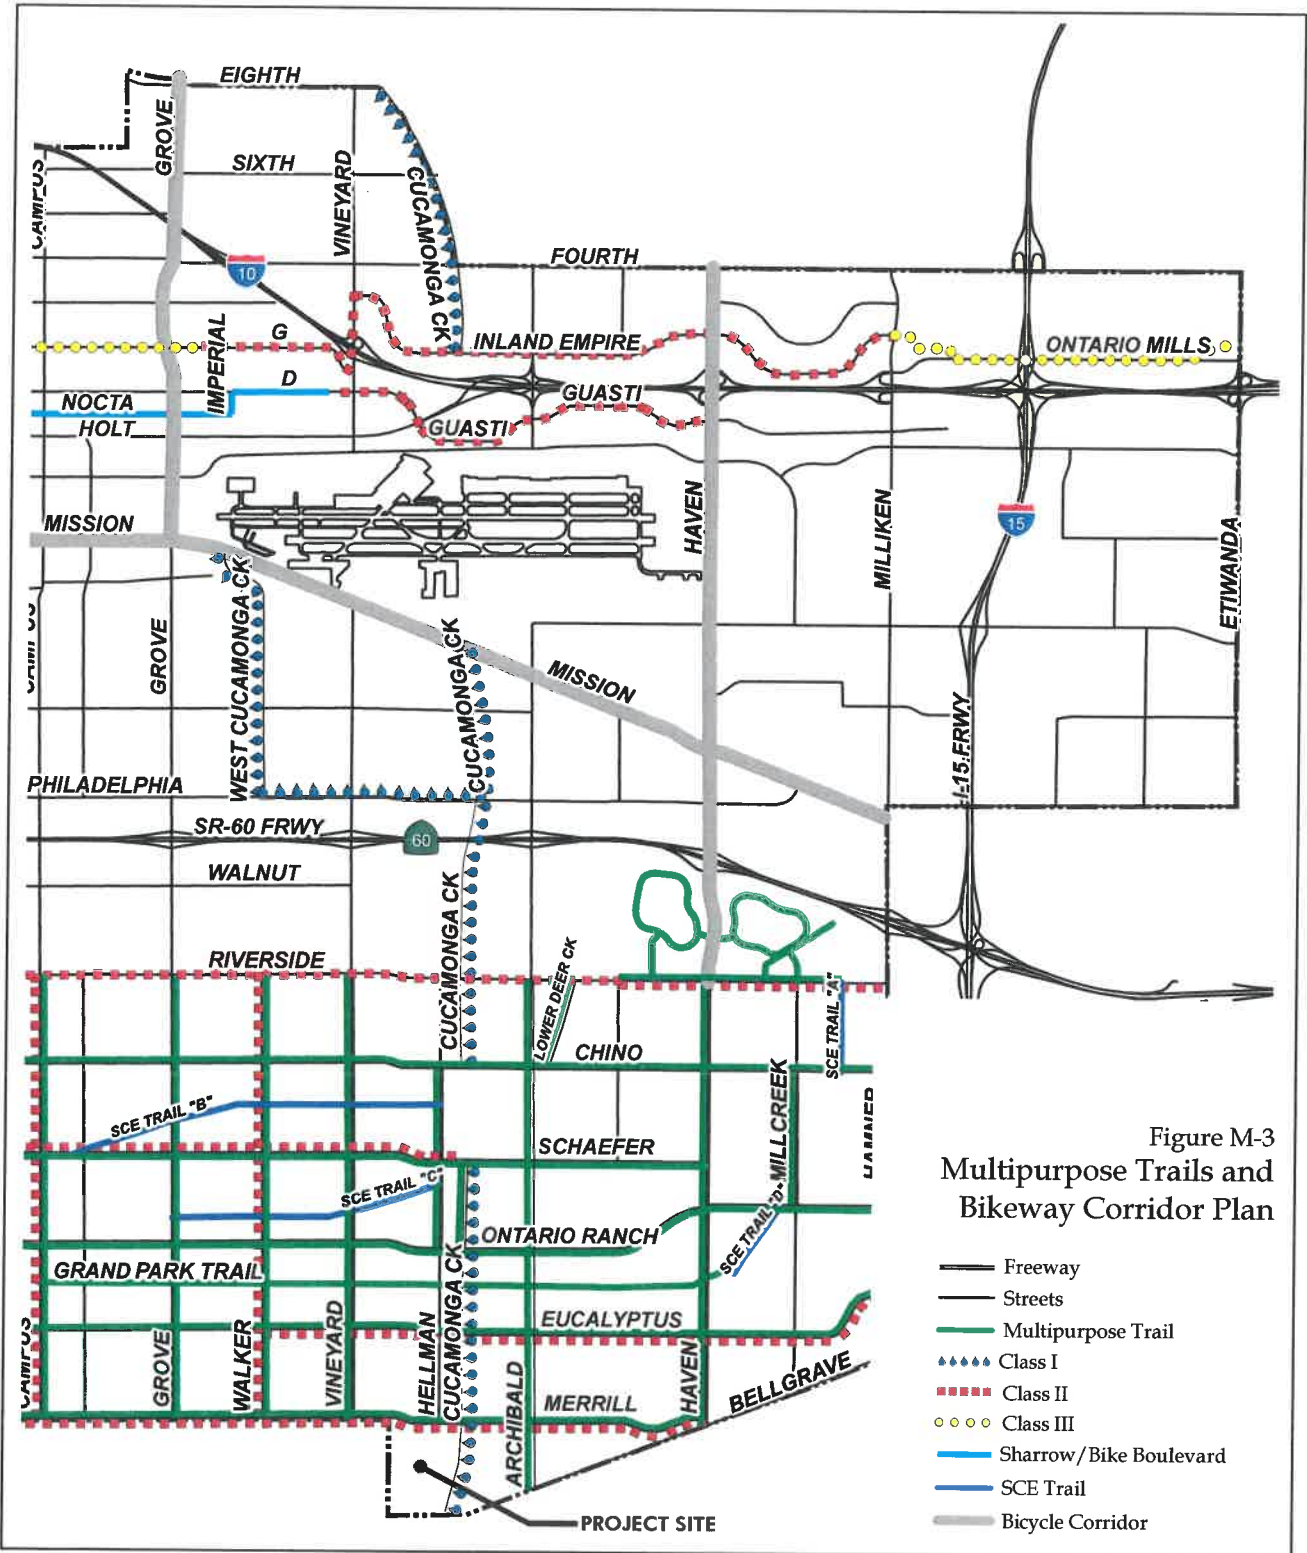 EIGHTH
GROVE
SIXTH
CAMPUS
VINEYARD
CUCAMONGA CK
FOURTH
10
G
IMPERIAL
INLAND EMPIRE
ONTARIO MILLS
D
NOCTA
GUASTI
HOLT
GUASTI
MISSION
HAVEN
MILLIKEN
15
ETIWANDA
WEST CUCAMONGA CK
GROVE
CUCAMONGA CK
MISSION
I-15 FRWY
PHILADELPHIA
SR-60 FRWY
60
WALNUT
CUCAMONGA CK
RIVERSIDE
LOWER DEER CK
SCE TRAIL "A"
CHINO
MILLCREEK
SCE TRAIL "B"
SCHAEFER
SCE TRAIL "C"
SCE TRAIL "D"
ONTARIO RANCH
GRAND PARK TRAIL
EUCALYPTUS
CAMPUS
GROVE
WALKER
VINEYARD
HELLMAN
CUCAMONGA CK
ARCHIBALD
MERRILL
HAVEN
BELLGRAVE
PROJECT SITE
Figure M-3
Multipurpose Trails and
Bikeway Corridor Plan
Freeway
Streets
Multipurpose Trail
Class I
Class II
Class III
Sharrow/Bike Boulevard
SCE Trail
Bicycle Corridor